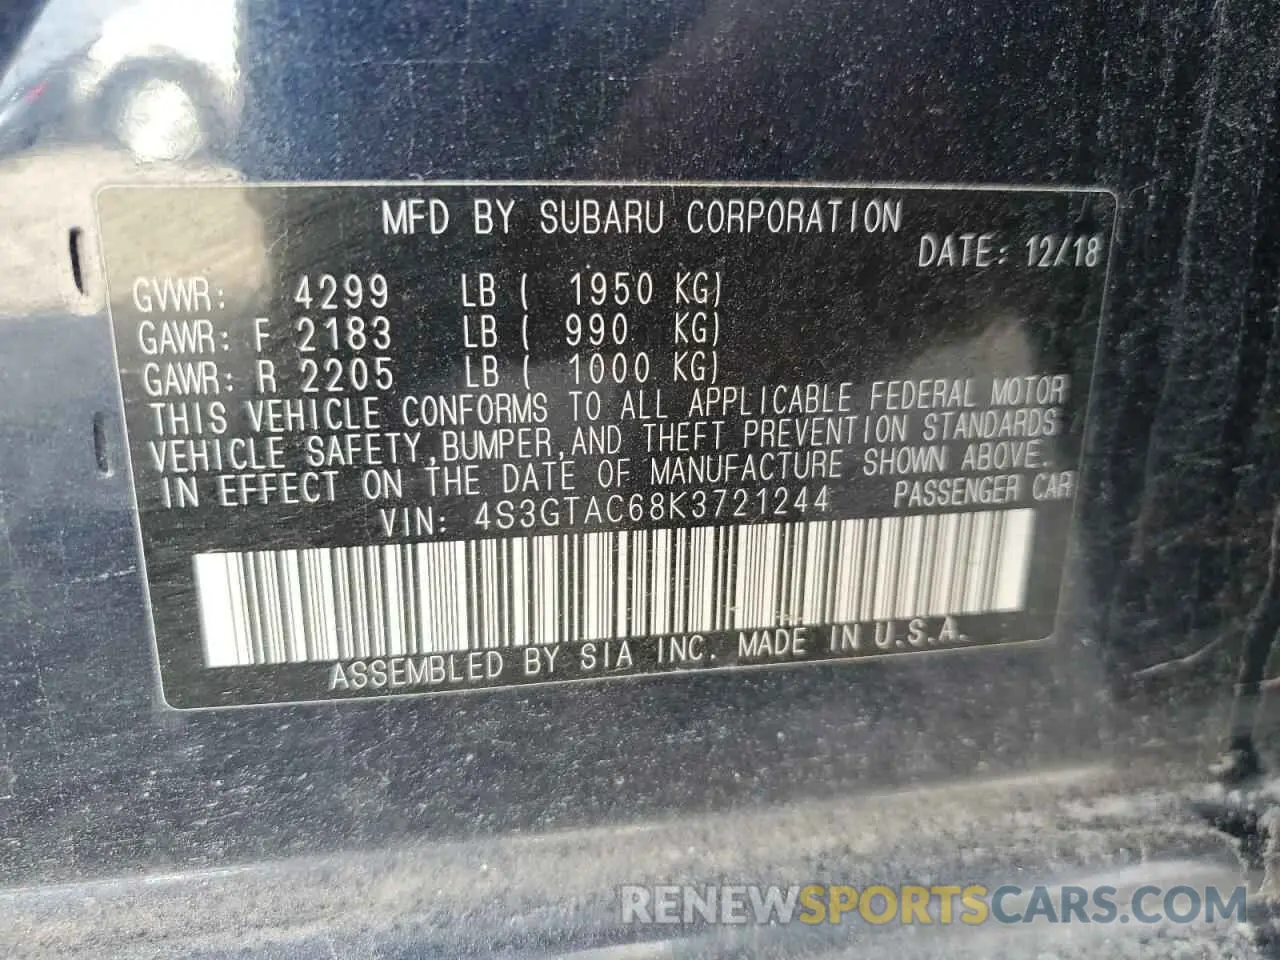 MFD BY SUBARU CORPORATION
DATE: 12/18
GVWR: 4299 LB ( 1950 KG)
GAWR: F 2183 LB ( 990 KG)
GAWR: R 2205 LB ( 1000 KG)
THIS VEHICLE CONFORMS TO ALL APPLICABLE FEDERAL MOTOR
VEHICLE SAFETY,BUMPER,AND THEFT PREVENTION STANDARDS
IN EFFECT ON THE DATE OF MANUFACTURE SHOWN ABOVE.
VIN: 4S3GTAC68K3721244 PASSENGER CAR
ASSEMBLED BY SIA INC. MADE IN U.S.A.
RENEWSPORTSCARS.COM